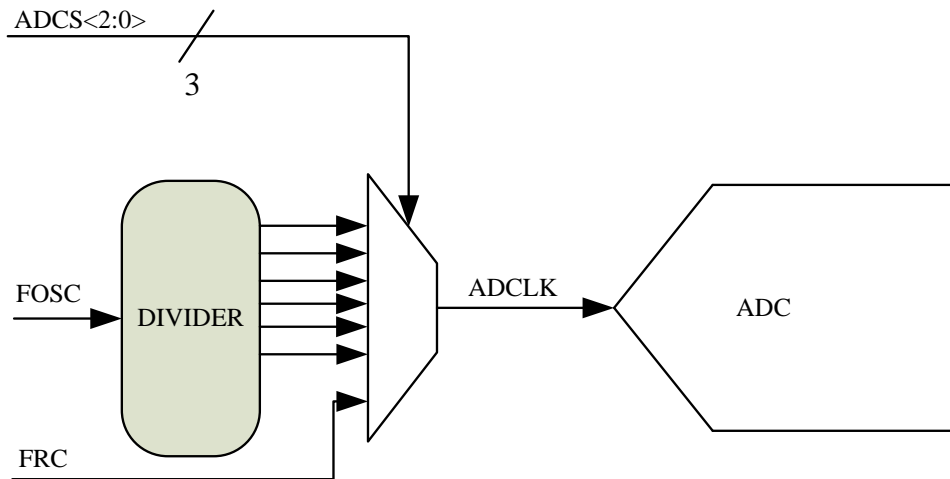 ADCS<2:0>
3
FOSC
DIVIDER
ADCLK
ADC
FRC